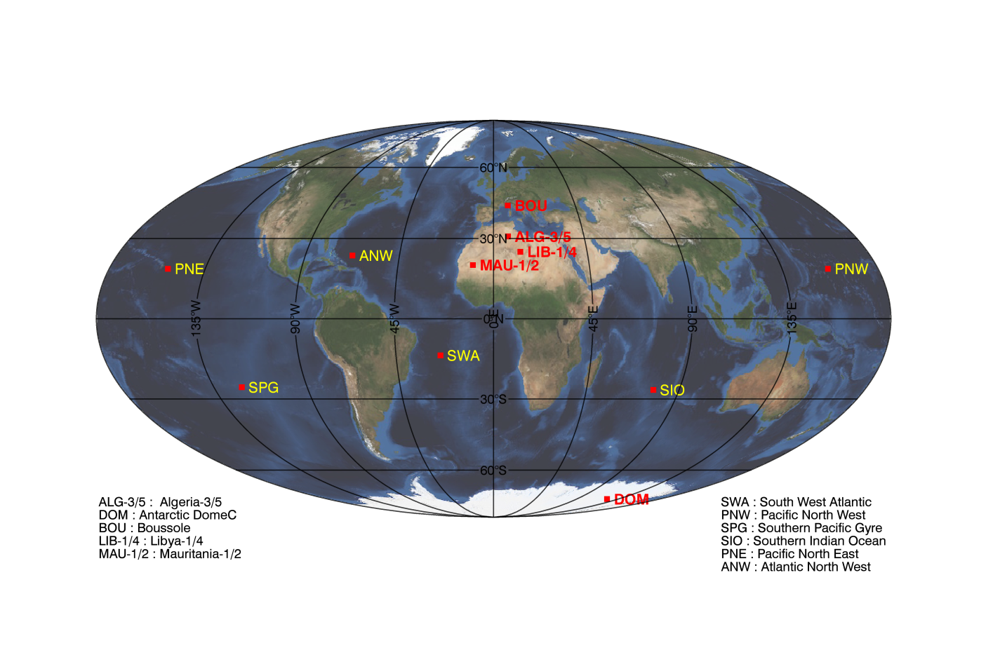 60°N
BOU
ALG-3/5
30°N
LIB-1/4
ANW
MAU-1/2
PNE
PNW
135°W
90°W
45°W
0°N
0°E
45°E
90°E
135°E
SWA
SPG
SIO
30°S
60°S
DOM
ALG-3/5 : Algeria-3/5
DOM : Antarctic DomeC
BOU : Boussole
LIB-1/4 : Libya-1/4
MAU-1/2 : Mauritania-1/2
SWA : South West Atlantic
PNW : Pacific North West
SPG : Southern Pacific Gyre
SIO : Southern Indian Ocean
PNE : Pacific North East
ANW : Atlantic North West